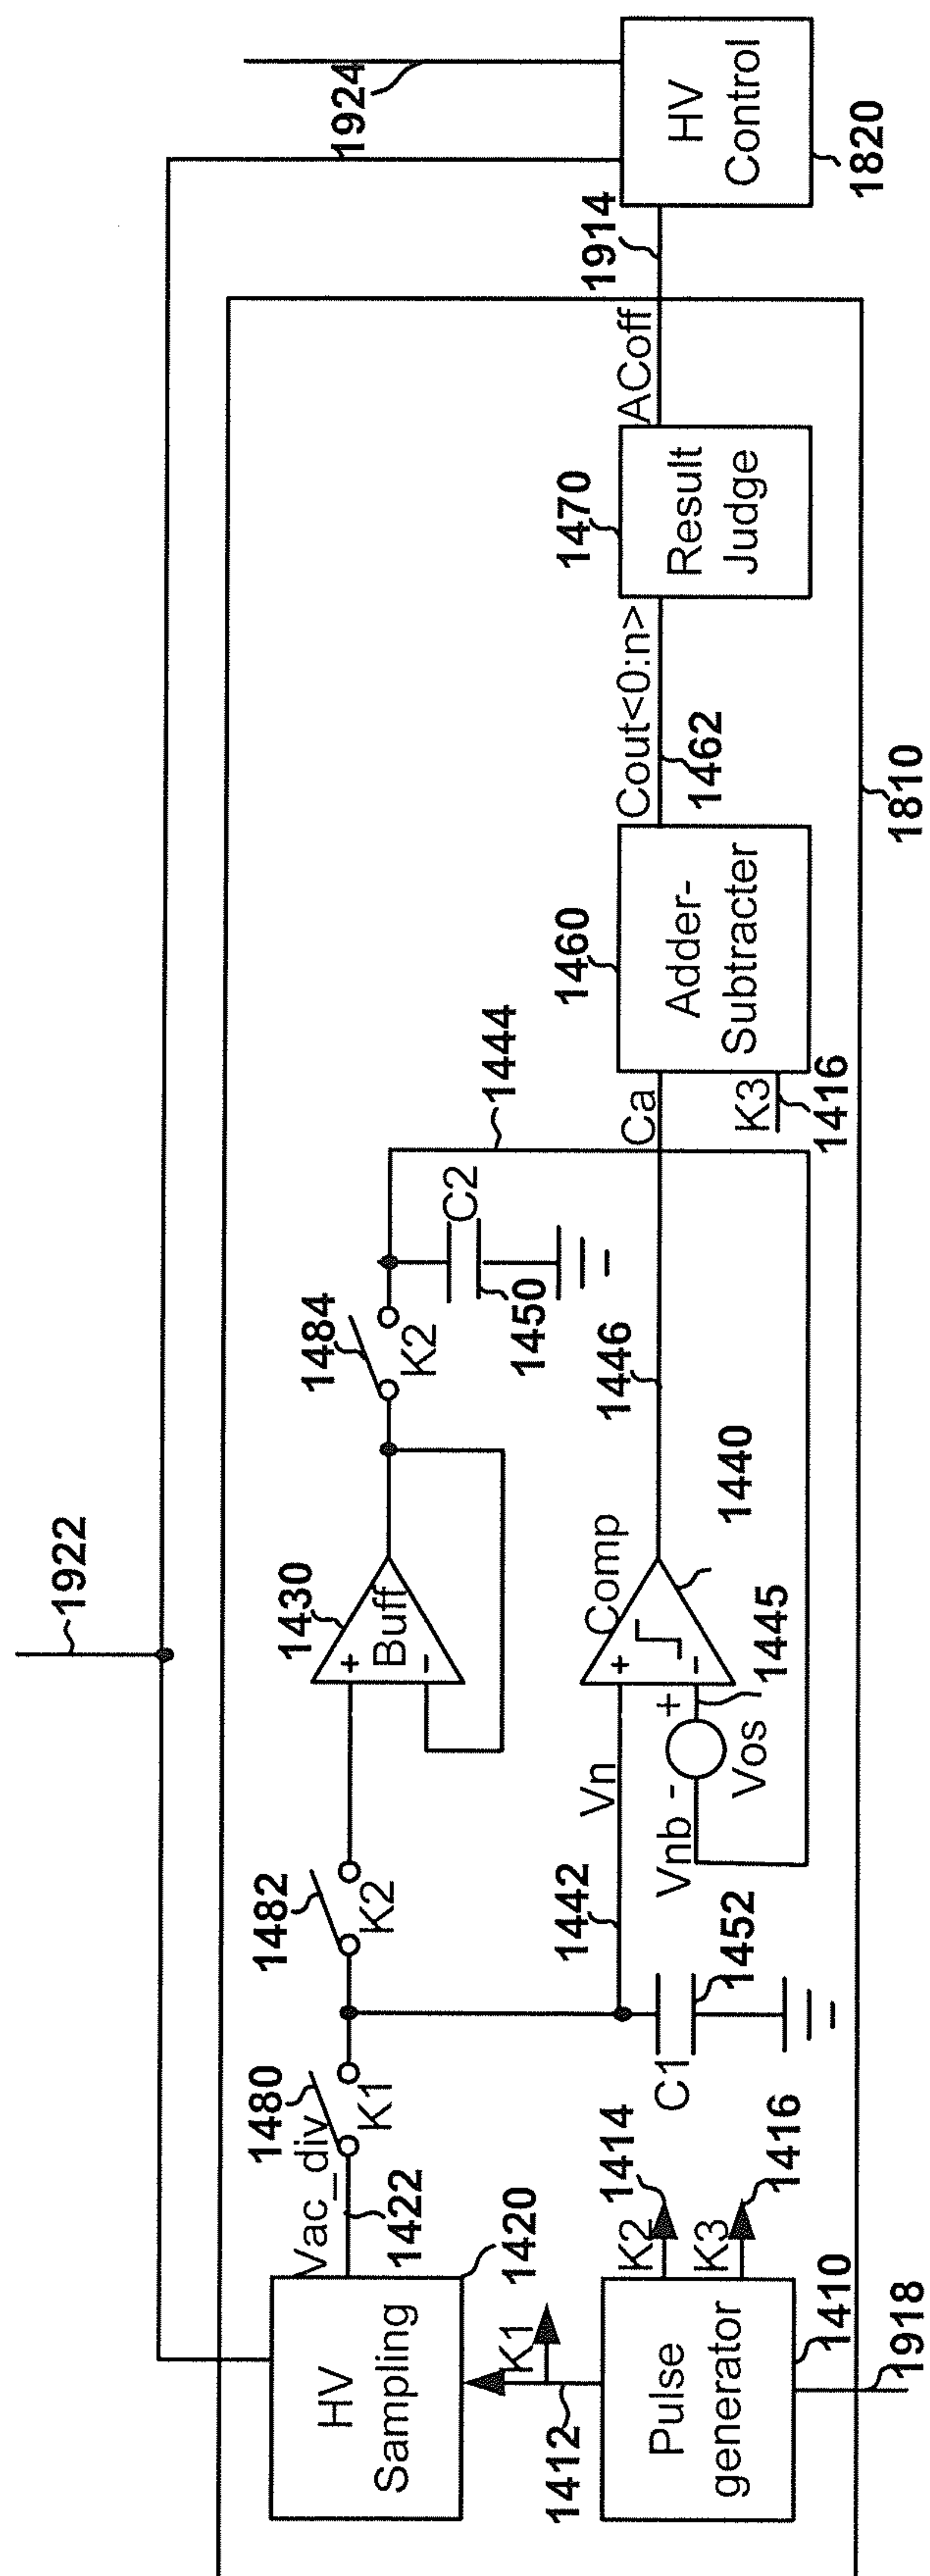 1922
1924
HV
Control
1820
1914
ACoff
1470
Result
Judge
Cout<0:n>
1462
1810
1460
Adder-
Subtracter
K3
1416
Ca
1444
C2
1450
1484
K2
1446
1430
+
Buff
-
Comp
1440
+
-
1445
+
Vos
-
Vn
Vnb
1442
1482
K2
1452
C1
1480
K1
Vac_div
1422
1420
HV
Sampling
K1
1412
K2
1414
K3
1416
Pulse
generator
1410
1918